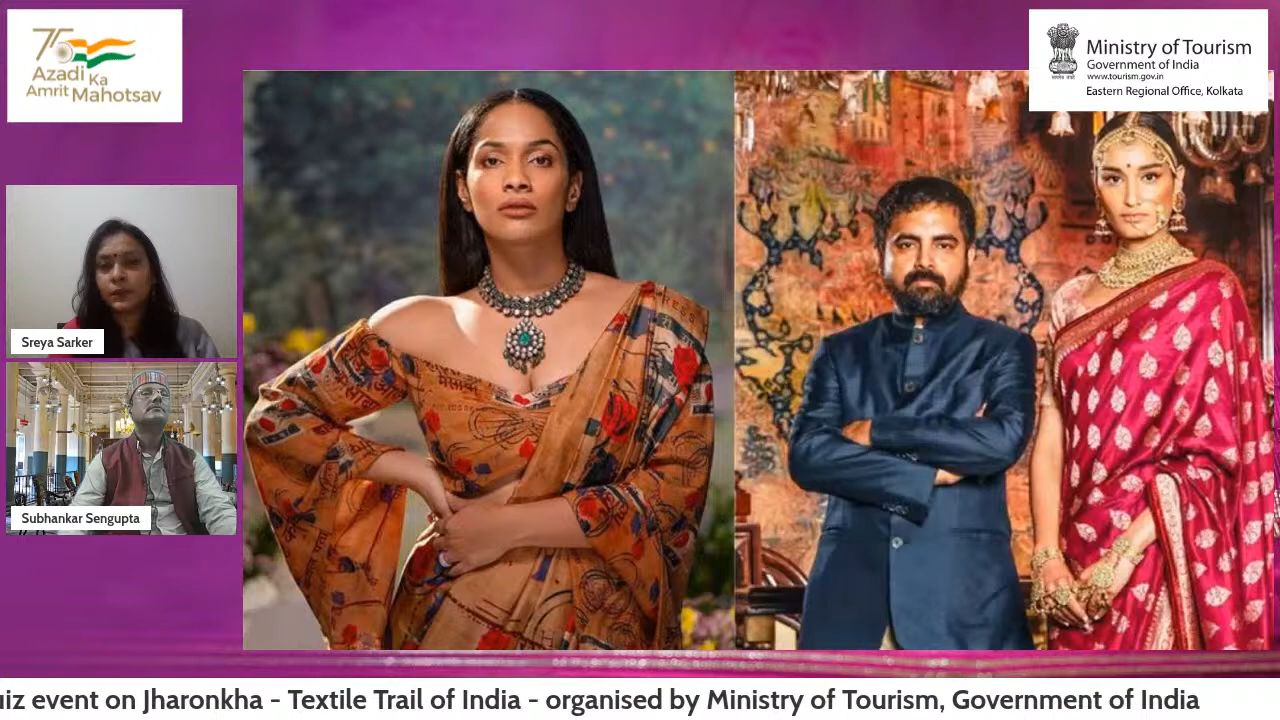 75
Azadi Ka
Amrit Mahotsav
Ministry of Tourism
Government of India
www.tourism.gov.in
Eastern Regional Office, Kolkata
Sreya Sarker
Subhankar Sengupta
event on Jharonkha - Textile Trail of India - organised by Ministry of Tourism, Government of India